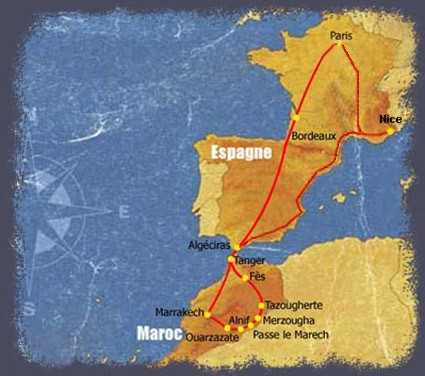 Paris
Nice
Bordeaux
Espagne
E
S
Algéciras
Tanger
Fès
Tazougherte
Marrakech
Alnif
Merzougha
Maroc
Ouarzazate
Passe le Marech